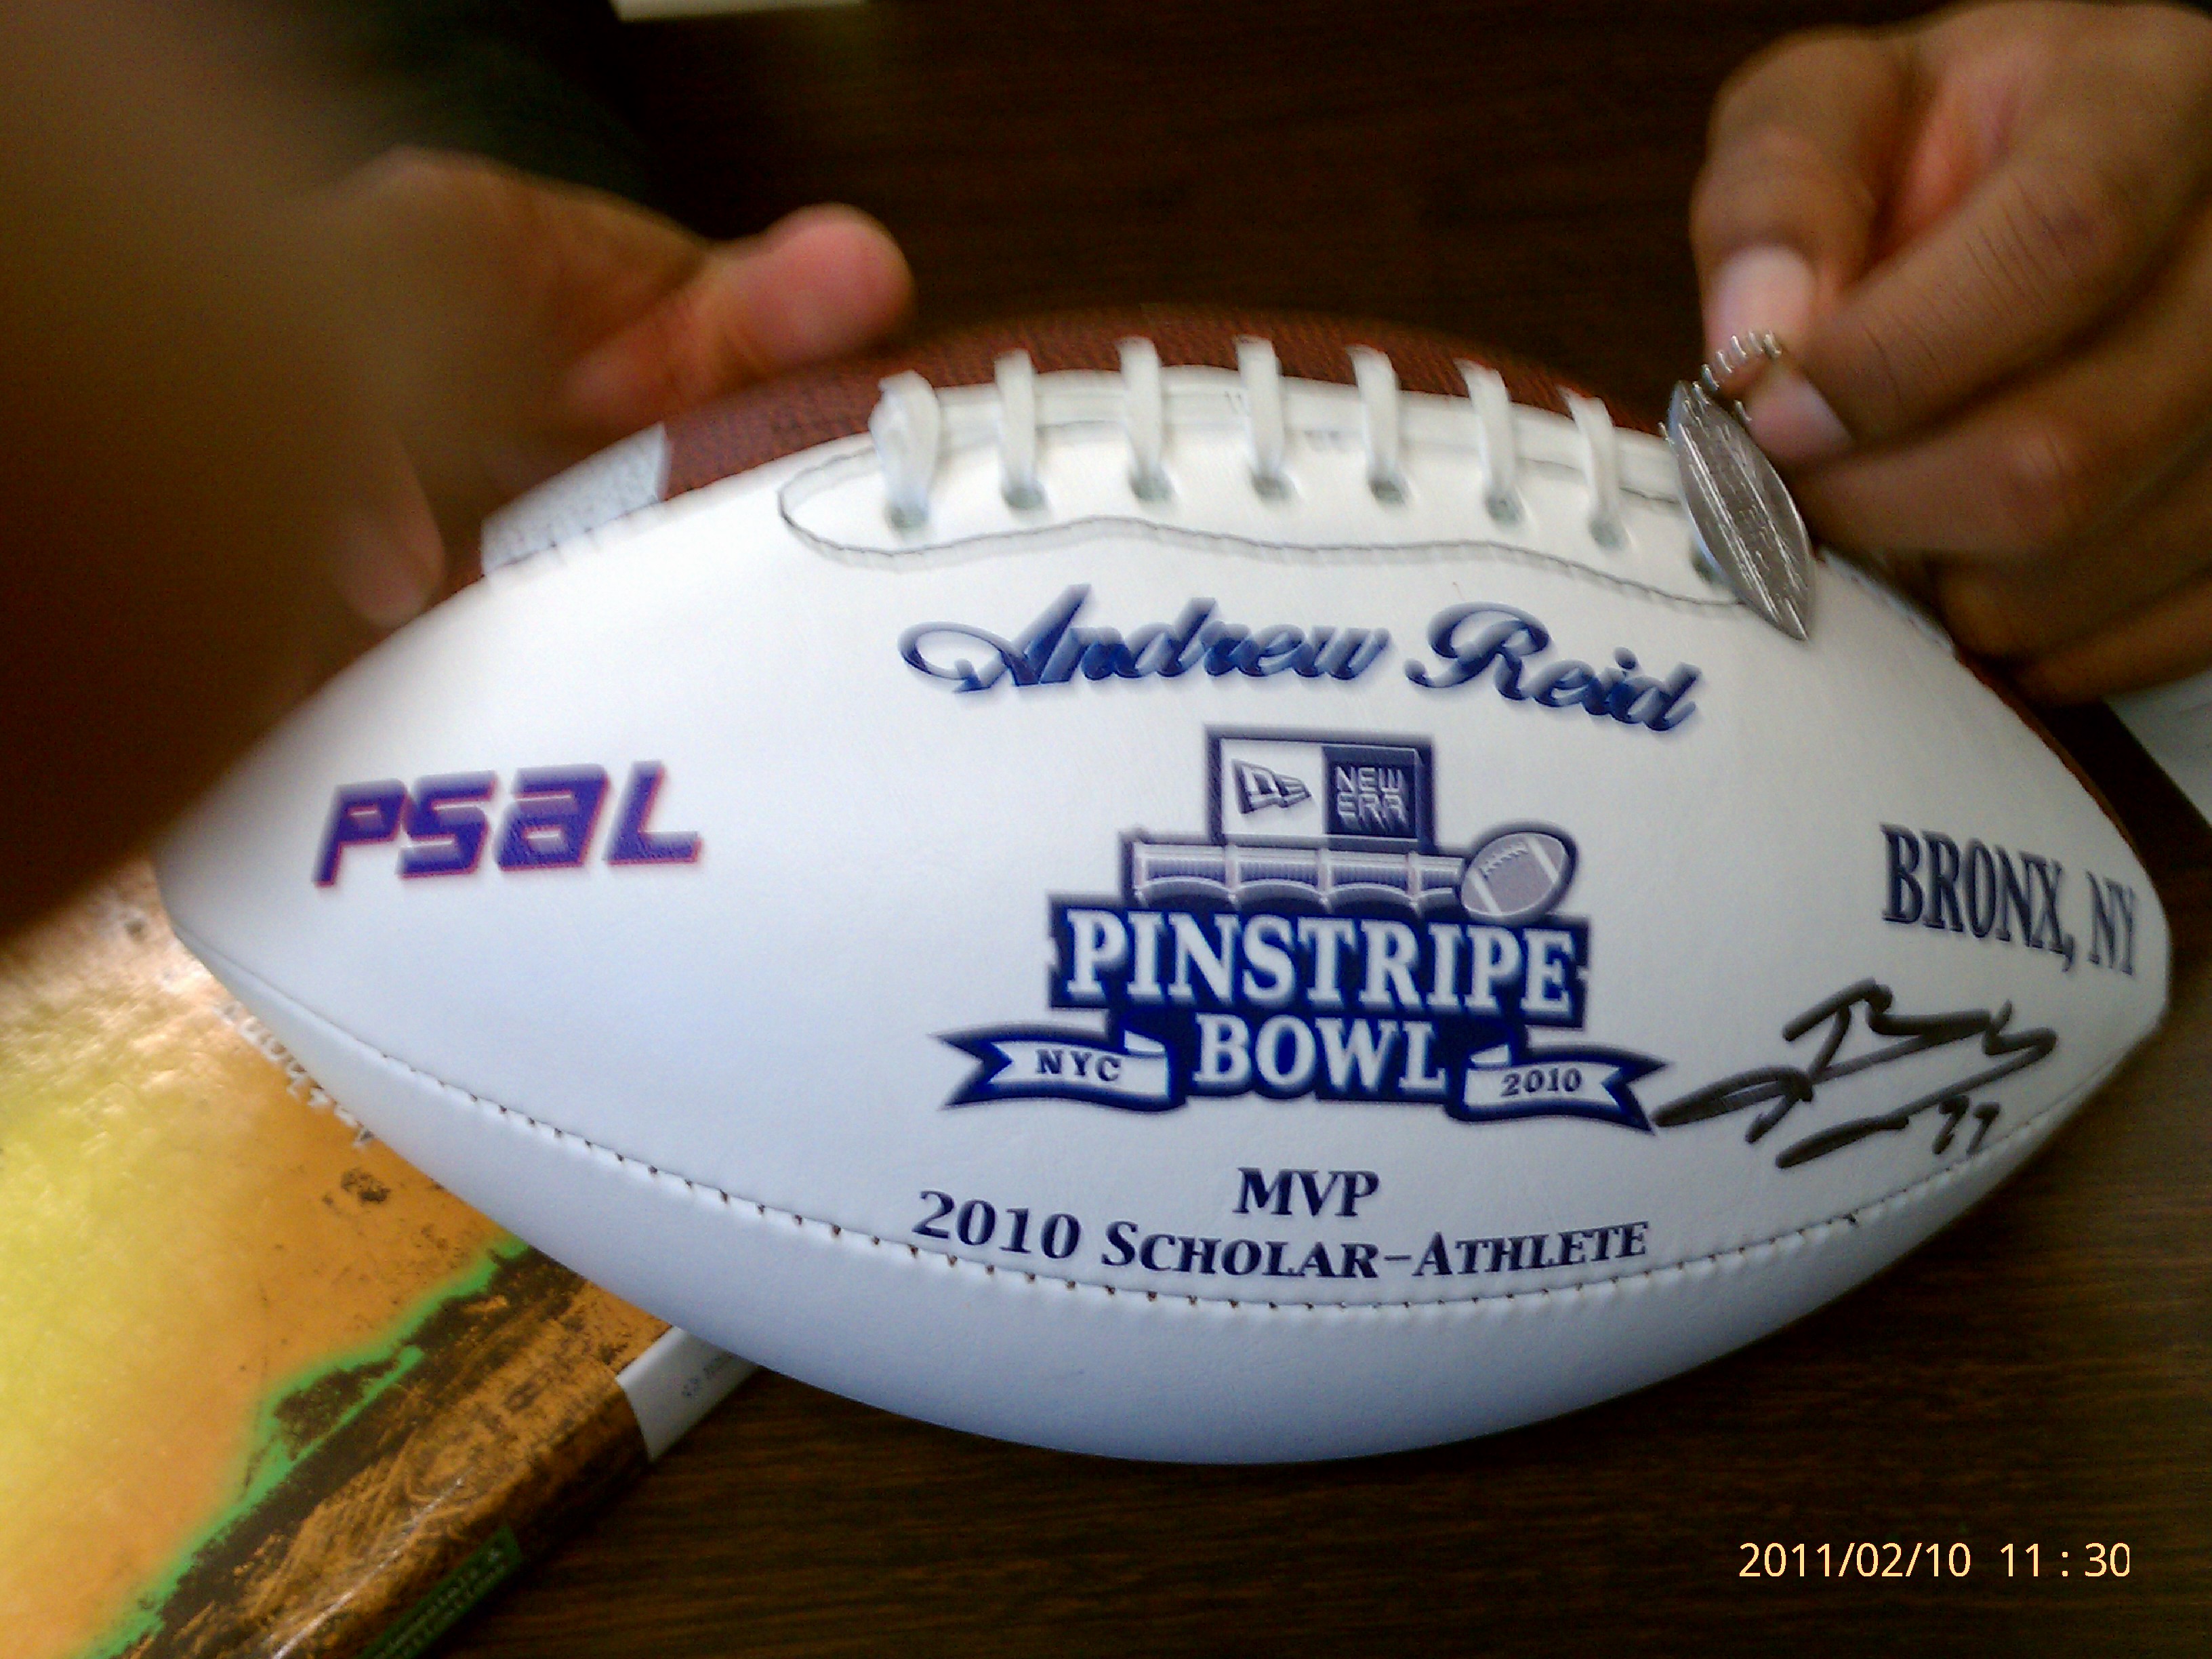 Andrew Reid
NEW
ERA
PSAL
PINSTRIPE
BOWL
NYC
2010
BRONX, NY
77
MVP
2010 SCHOLAR-ATHLETE
2011/02/10 11:30